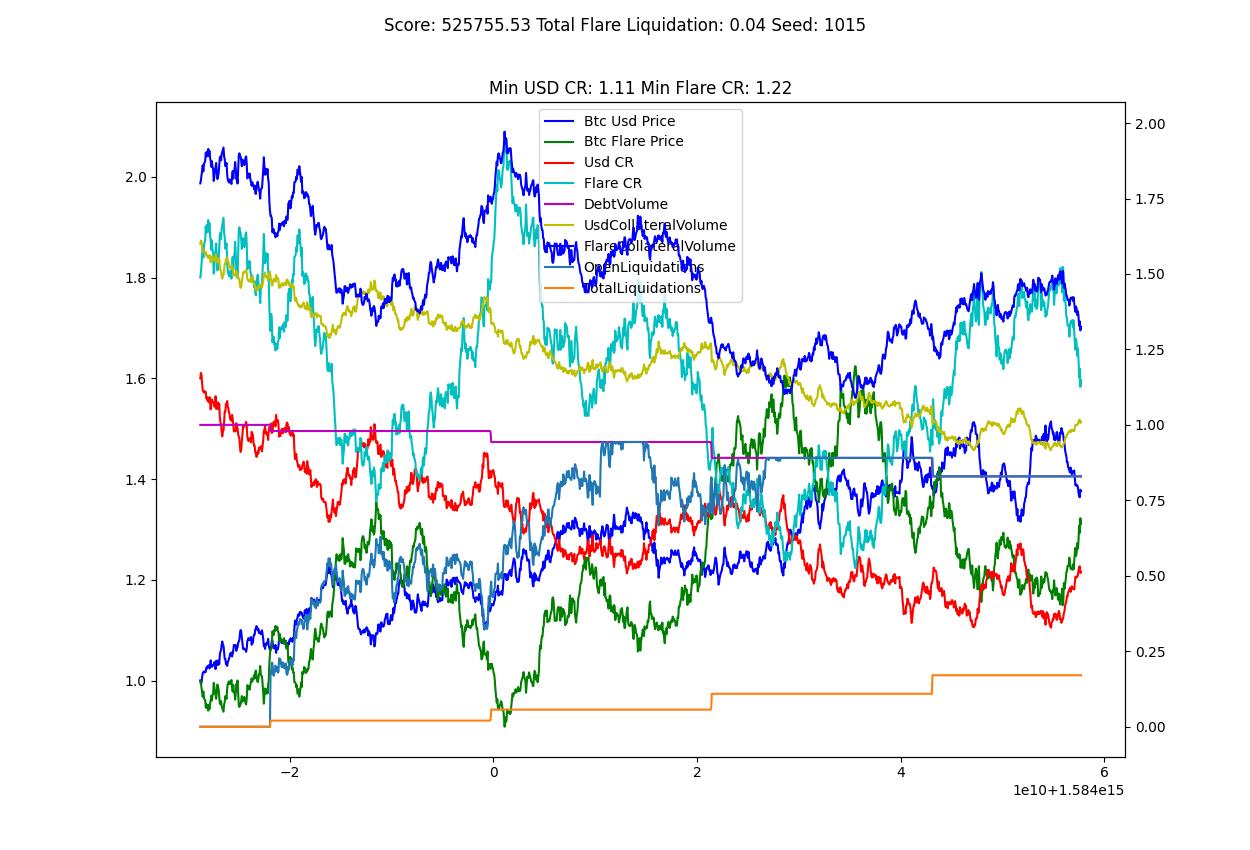 Score: 525755.53 Total Flare Liquidation: 0.04 Seed: 1015
Min USD CR: 1.11 Min Flare CR: 1.22
Btc Usd Price
Btc Flare Price
Usd CR
Flare CR
DebtVolume
UsdCollateralVolume
FlareCollateralVolume
OpenLiquidations
TotalLiquidations
2.0
1.8
1.6
1.4
1.2
1.0
2.00
1.75
1.50
1.25
1.00
0.75
0.50
0.25
0.00
−2 0 2 4 6
1e10+1.584e15